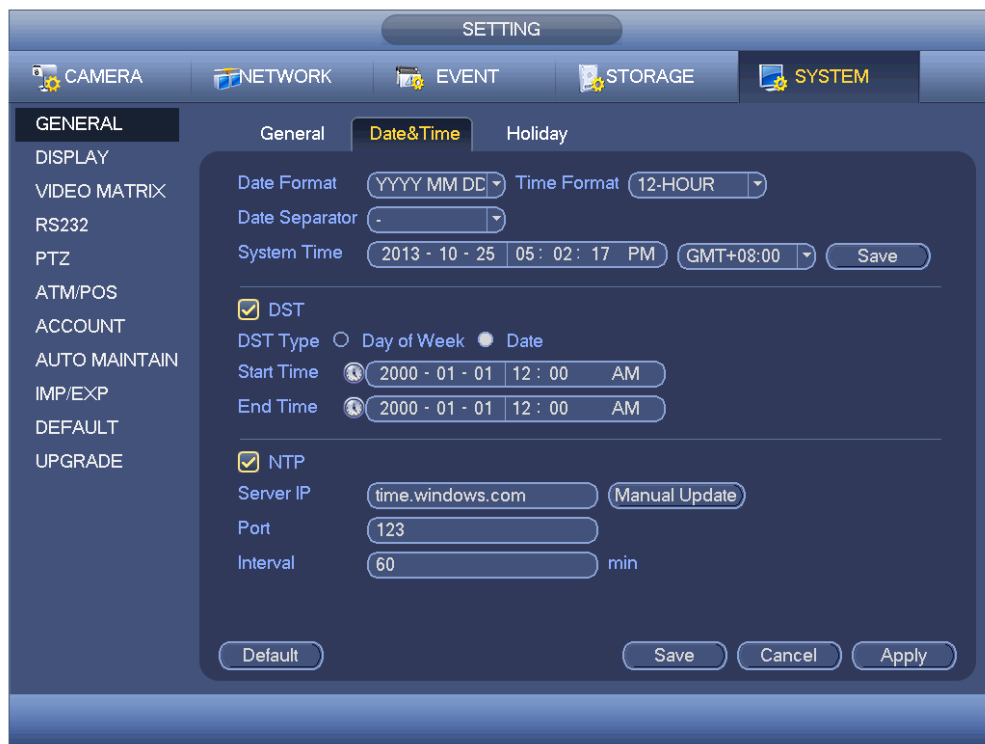 SETTING
CAMERA NETWORK EVENT STORAGE SYSTEM
GENERAL
DISPLAY
VIDEO MATRIX
RS232
PTZ
ATM/POS
ACCOUNT
AUTO MAINTAIN
IMP/EXP
DEFAULT
UPGRADE
General Date&Time Holiday
Date Format YYYY MM DD Time Format 12-HOUR
Date Separator -
System Time 2013 - 10 - 25 05 : 02 : 17 PM GMT+08:00 Save
DST
DST Type Day of Week Date
Start Time 2000 - 01 - 01 12 : 00 AM
End Time 2000 - 01 - 01 12 : 00 AM
NTP
Server IP time.windows.com Manual Update
Port 123
Interval 60 min
Default Save Cancel Apply